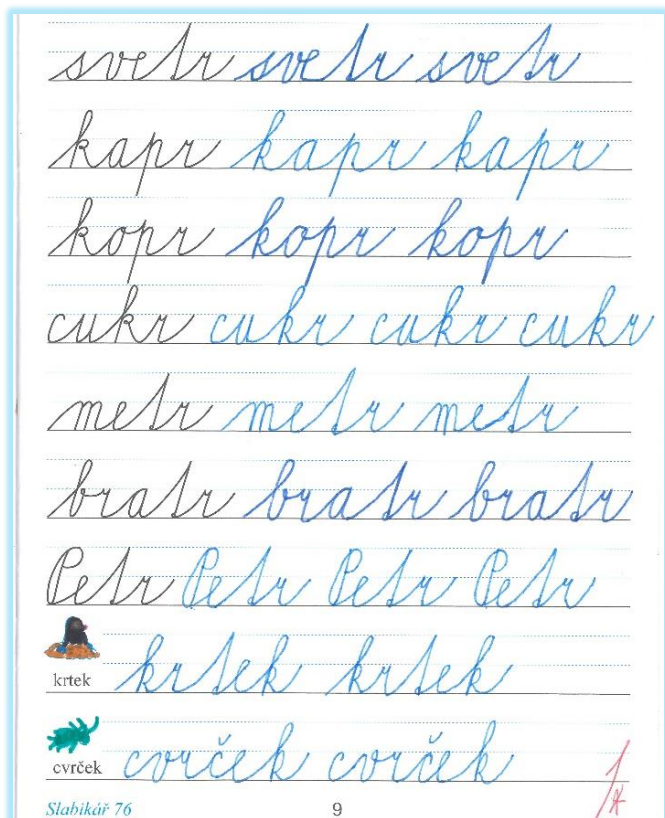 svetr svetr svetr
kapr kapr kapr
kopr kopr kopr
cukr cukr cukr cukr
metr metr metr
bratr bratr bratr
Petr Petr Petr Petr
krtek krtek krtek
cvrček cvrček cvrček
Slabikář 76 9